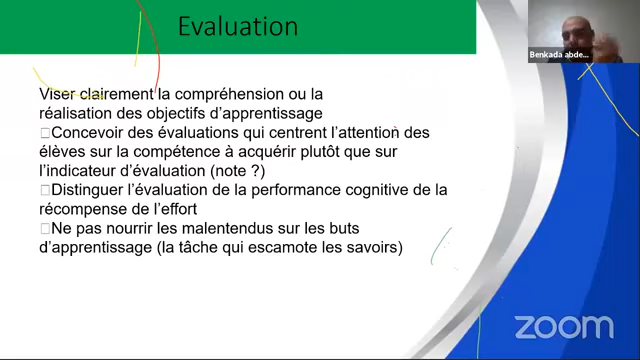 Evaluation
Benkada abde...
Viser clairement la compréhension ou la
réalisation des objectifs d'apprentissage
Concevoir des évaluations qui centrent l'attention des
élèves sur la compétence à acquérir plutôt que sur
l'indicateur d'évaluation (note ?)
Distinguer l'évaluation de la performance cognitive de la
récompense de l'effort
Ne pas nourrir les malentendus sur les buts
d'apprentissage (la tâche qui escamote les savoirs)
zoom